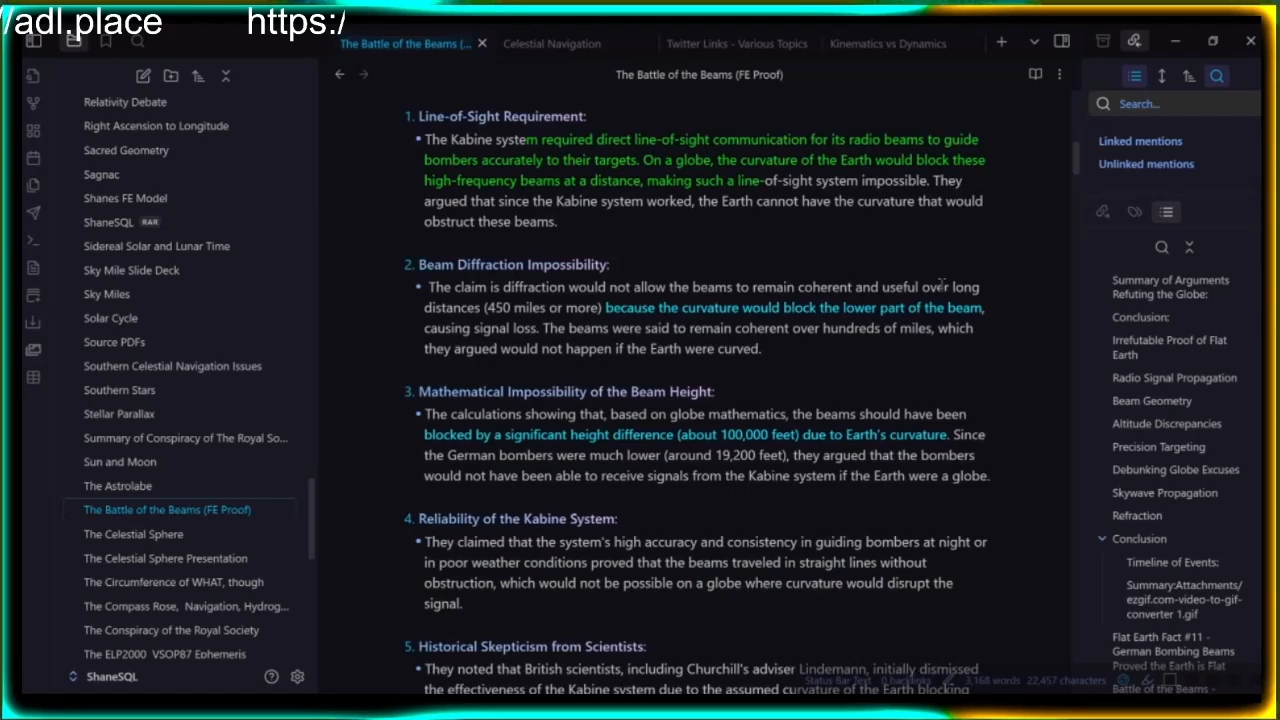 //adl.place https:/
The Battle of the Beams (...
Celestial Navigation
Twitter Links - Various Topics
Kinematics vs Dynamics
The Battle of the Beams (FE Proof)
Relativity Debate
Right Ascension to Longitude
Sacred Geometry
Sagnac
Shanes FE Model
ShaneSQL RAR
Sidereal Solar and Lunar Time
Sky Mile Slide Deck
Sky Miles
Solar Cycle
Source PDFs
Southern Celestial Navigation Issues
Southern Stars
Stellar Parallax
Summary of Conspiracy of The Royal So...
Sun and Moon
The Astrolabe
The Battle of the Beams (FE Proof)
The Celestial Sphere
The Celestial Sphere Presentation
The Circumference of WHAT, though
The Compass Rose, Navigation, Hydrog...
The Conspiracy of the Royal Society
The ELP2000 VSOP87 Ephemeris
ShaneSQL
1. Line-of-Sight Requirement:
• The Kabine system required direct line-of-sight communication for its radio beams to guide
bombers accurately to their targets. On a globe, the curvature of the Earth would block these
high-frequency beams at a distance, making such a line-of-sight system impossible. They
argued that since the Kabine system worked, the Earth cannot have the curvature that would
obstruct these beams.
2. Beam Diffraction Impossibility:
• The claim is diffraction would not allow the beams to remain coherent and useful over long
distances (450 miles or more) because the curvature would block the lower part of the beam,
causing signal loss. The beams were said to remain coherent over hundreds of miles, which
they argued would not happen if the Earth were curved.
3. Mathematical Impossibility of the Beam Height:
• The calculations showing that, based on globe mathematics, the beams should have been
blocked by a significant height difference (about 100,000 feet) due to Earth's curvature. Since
the German bombers were much lower (around 19,200 feet), they argued that the bombers
would not have been able to receive signals from the Kabine system if the Earth were a globe.
4. Reliability of the Kabine System:
• They claimed that the system's high accuracy and consistency in guiding bombers at night or
in poor weather conditions proved that the beams traveled in straight lines without
obstruction, which would not be possible on a globe where curvature would disrupt the
signal.
5. Historical Skepticism from Scientists:
• They noted that British scientists, including Churchill's adviser Lindemann, initially dismissed
the effectiveness of the Kabine system due to the assumed curvature of the Earth blocking
Status Bar Text 0 backlinks 3,168 words 22,457 characters
Search...
Linked mentions
Unlinked mentions
Summary of Arguments
Refuting the Globe:
Conclusion:
Irrefutable Proof of Flat
Earth
Radio Signal Propagation
Beam Geometry
Altitude Discrepancies
Precision Targeting
Debunking Globe Excuses
Skywave Propagation
Refraction
Conclusion
Timeline of Events:
Summary:Attachments/
ezgif.com-video-to-gif-
converter 1.gif
Flat Earth Fact #11 -
German Bombing Beams
Proved the Earth is Flat
Battle of the Beams -